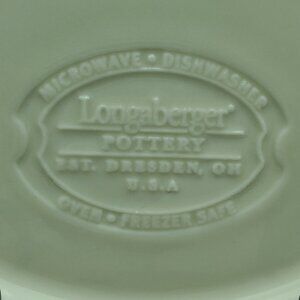 MICROWAVE • DISHWASHER
Longaberger®
POTTERY
EST. DRESDEN, OH
U.S.A
OVEN • FREEZER SAFE